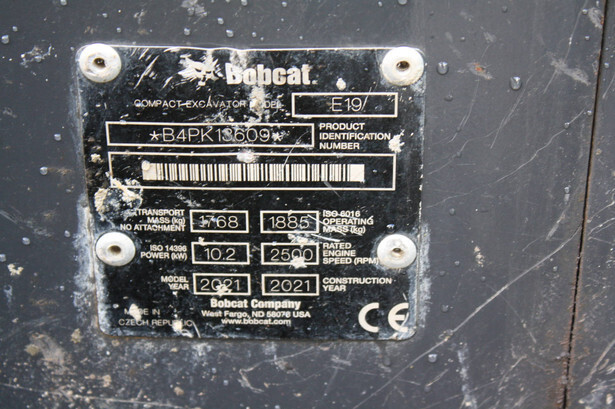 Bobcat
COMPACT EXCAVATOR MODEL E19
*B4PK13609* PRODUCT IDENTIFICATION NUMBER
TRANSPORT MASS (kg) NO ATTACHMENT 1768 1885 ISO 6016 OPERATING MASS (kg)
ISO 14396 POWER (kW) 10.2 2500 RATED ENGINE SPEED (RPM)
MODEL YEAR 2021 2021 CONSTRUCTION YEAR
Bobcat Company
MADE IN West Fargo, ND 58078 USA
CZECH REPUBLIC www.bobcat.com
CE